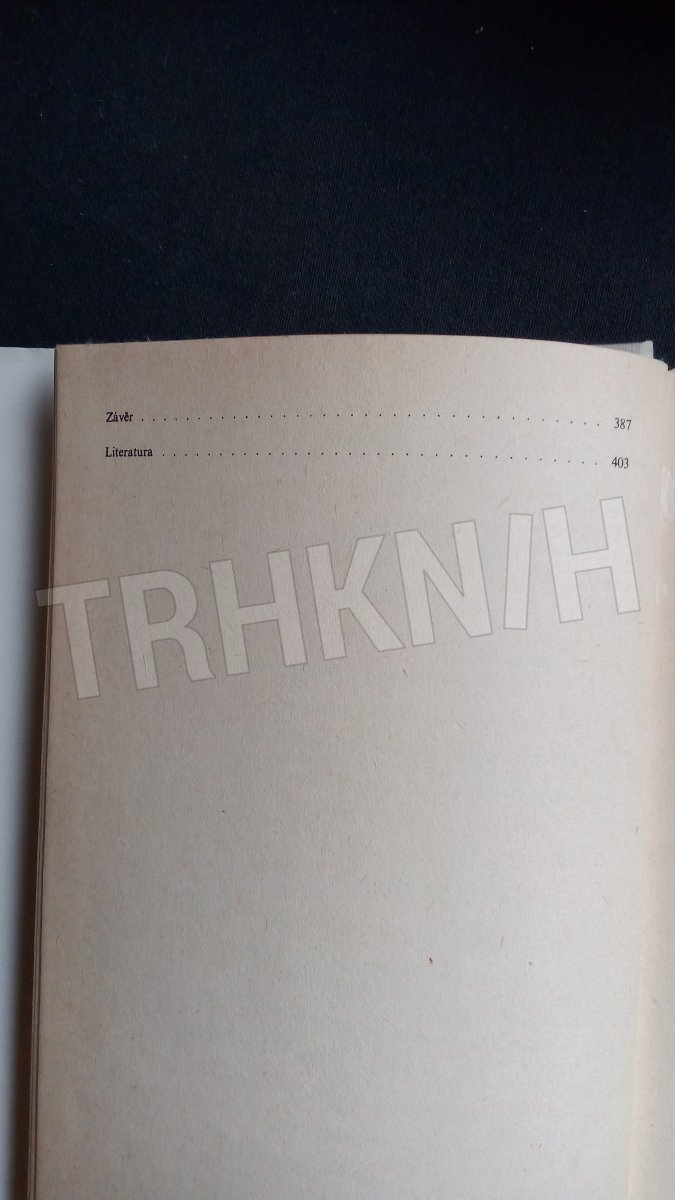 Závěr . . . . . . . . . . . . . . . . . . . . . . . . . . . . . . . . . . . . . 387
Literatura . . . . . . . . . . . . . . . . . . . . . . . . . . . . . . . . . . . 403
TRHKNIH